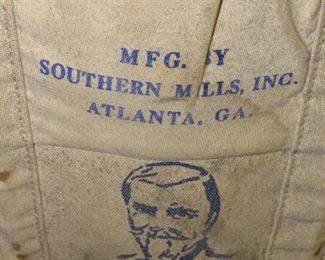 MFG. BY
SOUTHERN MILLS, INC.
ATLANTA, GA.